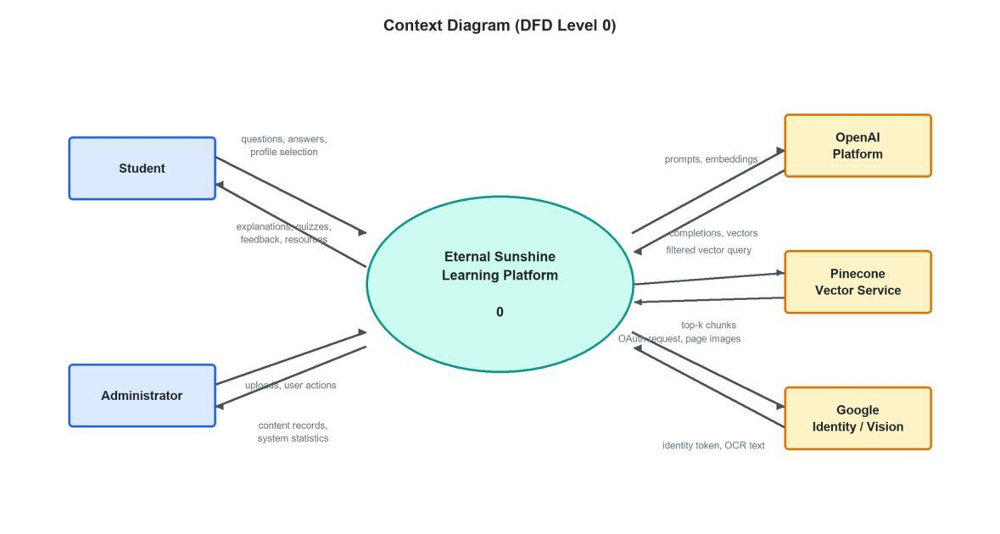 Context Diagram (DFD Level 0)
Student
questions, answers,
profile selection
explanations, quizzes,
feedback, resources
Administrator
uploads, user actions
content records,
system statistics
Eternal Sunshine
Learning Platform
0
prompts, embeddings
completions, vectors
OpenAI
Platform
filtered vector query
top-k chunks
Pinecone
Vector Service
OAuth request, page images
identity token, OCR text
Google
Identity / Vision